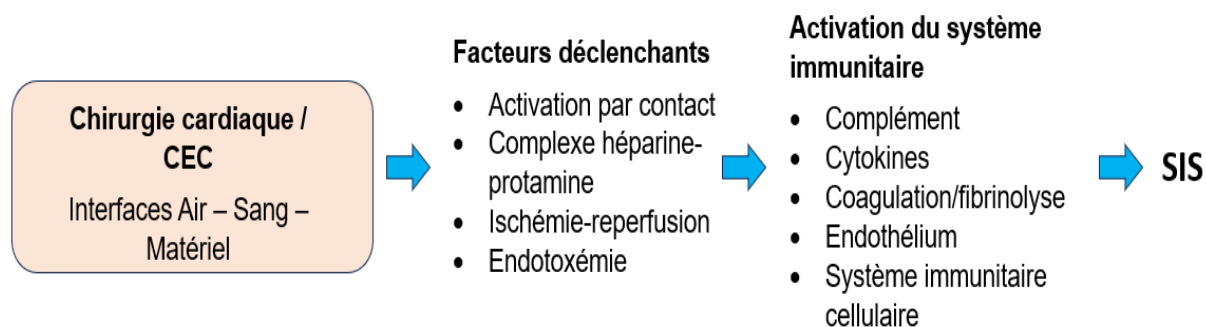 Chirurgie cardiaque /
CEC
Interfaces Air – Sang –
Matériel
Facteurs déclenchants
• Activation par contact
• Complexe héparine-
protamine
• Ischémie-reperfusion
• Endotoxémie
Activation du système
immunitaire
• Complément
• Cytokines
• Coagulation/fibrinolyse
• Endothélium
• Système immunitaire
cellulaire
SIS